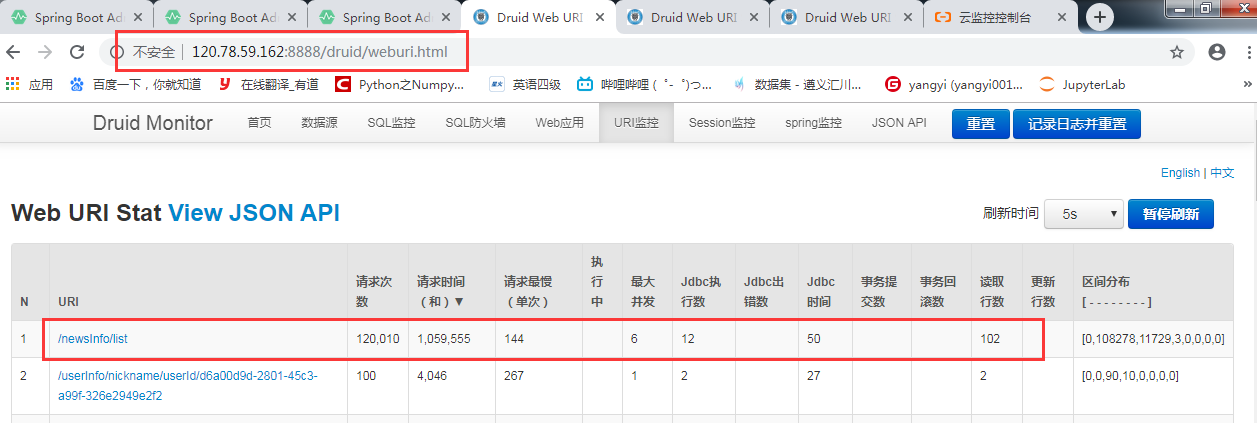 Spring Boot Ad
Spring Boot Ad
Spring Boot Ad
Druid Web URI
Druid Web URI
Druid Web URI
云监控控制台
不安全 | 120.78.59.162:8888/druid/weburi.html
应用
百度一下，你就知道
在线翻译_有道
Python之Numpy...
英语四级
哔哩哔哩 ( ゜- ゜)つ...
数据集 - 遵义汇川...
yangyi (yangyi001...
JupyterLab
»
Druid Monitor
首页
数据源
SQL监控
SQL防火墙
Web应用
URI监控
Session监控
spring监控
JSON API
重置
记录日志并重置
English | 中文
Web URI Stat View JSON API
刷新时间
5s
暂停刷新
N
URI
请求次
数
请求时间
（和）▼
请求最慢
（单次）
执
行
中
最大
并发
Jdbc执
行数
Jdbc出
错数
Jdbc
时间
事务提
交数
事务回
滚数
读取
行数
更新
行数
区间分布
[ - - - - - - - - ]
1 /newsInfo/list 120,010 1,059,555 144 6 12 50 102 [0,108278,11729,3,0,0,0,0]
2 /userInfo/nickname/userId/d6a00d9d-2801-45c3- 100 4,046 267 1 2 27 2 [0,0,90,10,0,0,0,0]
a99f-326e2949e2f2